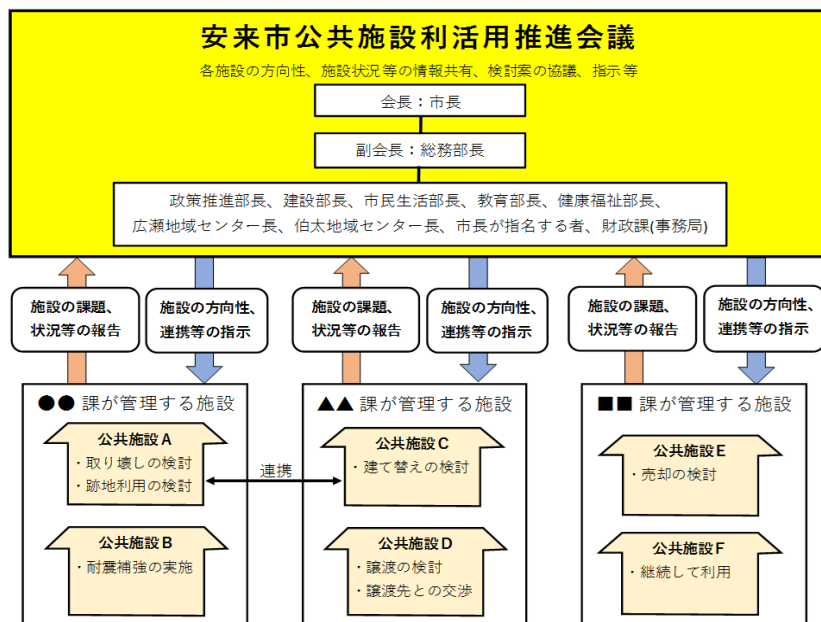 安来市公共施設利活用推進会議
各施設の方向性、施設状況等の情報共有、検討案の協議、指示等
会長：市長
副会長：総務部長
政策推進部長、建設部長、市民生活部長、教育部長、健康福祉部長、
広瀬地域センター長、伯太地域センター長、市長が指名する者、財政課(事務局)
施設の課題、
状況等の報告
施設の方向性、
連携等の指示
施設の課題、
状況等の報告
施設の方向性、
連携等の指示
施設の課題、
状況等の報告
施設の方向性、
連携等の指示
●●課が管理する施設
公共施設A
・取り壊しの検討
・跡地利用の検討
公共施設B
・耐震補強の実施
連携
▲▲課が管理する施設
公共施設C
・建て替えの検討
公共施設D
・譲渡の検討
・譲渡先との交渉
■■課が管理する施設
公共施設E
・売却の検討
公共施設F
・継続して利用